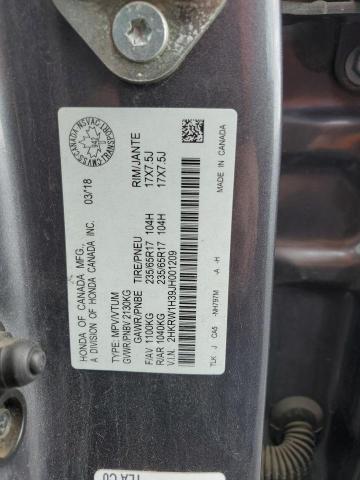 HONDA OF CANADA MFG.,
A DIVISION OF HONDA CANADA INC. 03/18
TYPE: MPV/VTUM
GVWR/PNBV 2130KG
GAWR/PNBE TIRE/PNEU RIM/JANTE
F/AV 1100KG 235/65R17 104H 17X7.5J
R/AR 1040KG 235/65R17 104H 17X7.5J
V.I.N. 2HKRW1H39JH001209
TLK J CA5 -NH797M -A -H
MADE IN CANADA